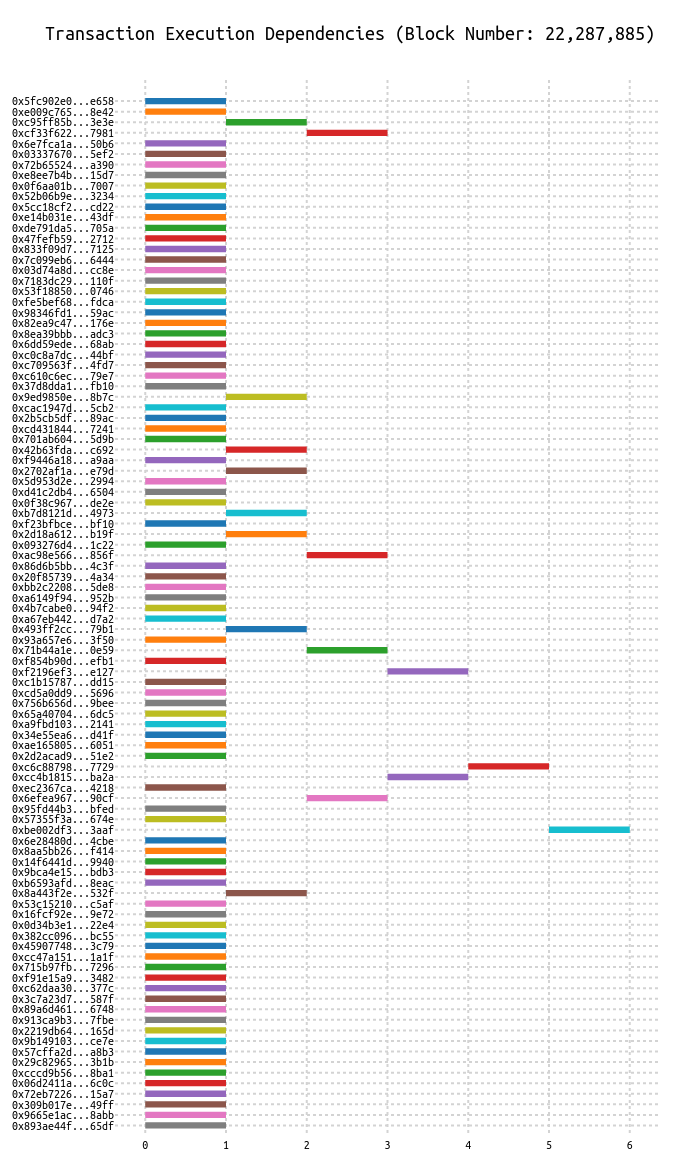 Transaction Execution Dependencies (Block Number: 22,287,885)
0x5fc902e0...e658
0xe009c765...8e42
0xc95ff85b...3e3e
0xcf33f622...7981
0x6e7fca1a...50b6
0x03337670...5ef2
0x72b65524...a390
0xe8ee7b4b...15d7
0x0f6aa01b...7007
0x52b06b9e...3234
0x5cc18cf2...cd22
0xe14b031e...43df
0xde791da5...705a
0x47fefb59...2712
0x833f09d7...7125
0x7c099eb6...6444
0x03d74a8d...cc8e
0x7183dc29...110f
0x53f18850...0746
0xfe5bef68...fdca
0x98346fd1...59ac
0x82ea9c47...176e
0x8ea39bbb...adc3
0x6dd59ede...68ab
0xc0c8a7dc...44bf
0xc709563f...4fd7
0xc610c6ec...79e7
0x37d8dda1...fb10
0x9ed9850e...8b7c
0xcac1947d...5cb2
0x2b5cb5df...89ac
0xcd431844...7241
0x701ab604...5d9b
0x42b63fda...c692
0xf9446a18...a9aa
0x2702af1a...e79d
0x5d953d2e...2994
0xd41c2db4...6504
0x0f38c967...de2e
0xb7d8121d...4973
0xf23bfbce...bf10
0x2d18a612...b19f
0x093276d4...1c22
0xac98e566...856f
0x86d6b5bb...4c3f
0x20f85739...4a34
0xbb2c2208...5de8
0xa6149f94...952b
0x4b7cabe0...94f2
0xa67eb442...d7a2
0x493ff2cc...79b1
0x93a657e6...3f50
0x71b44a1e...0e59
0xf854b90d...efb1
0xf2196ef3...e127
0xc1b15787...dd15
0xcd5a0dd9...5696
0x756b656d...9bee
0x65a40704...6dc5
0xa9fbd103...2141
0x34e55ea6...d41f
0xae165805...6051
0x2d2acad9...51e2
0xc6c88798...7729
0xcc4b1815...ba2a
0xec2367ca...4218
0x6efea967...90cf
0x95fd44b3...bfed
0x57355f3a...674e
0xbe002df3...3aaf
0x6e28480d...4cbe
0x8aa5bb26...f414
0x14f6441d...9940
0x9bca4e15...bdb3
0xb6593afd...8eac
0x8a443f2e...532f
0x53c15210...c5af
0x16fcf92e...9e72
0x0d34b3e1...22e4
0x382cc096...bc55
0x45907748...3c79
0xcc47a151...1a1f
0x715b97fb...7296
0xf91e15a9...3482
0xc62daa30...377c
0x3c7a23d7...587f
0x89a6d461...6748
0x913ca9b3...7fbe
0x2219db64...165d
0x9b149103...ce7e
0x57cffa2d...a8b3
0x29c82965...3b1b
0xcccd9b56...8ba1
0x06d2411a...6c0c
0x72eb7226...15a7
0x309b017e...49ff
0x9665e1ac...8abb
0x893ae44f...65df
0 1 2 3 4 5 6